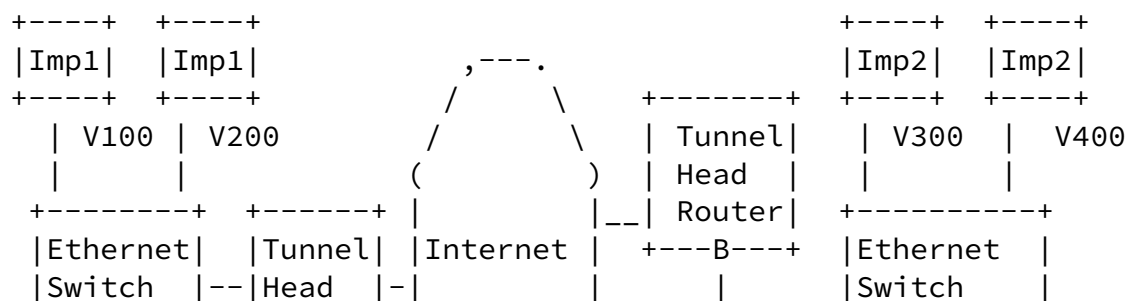 +----+  +----+                                  +----+  +----+
|Imp1|  |Imp1|              ,---.               |Imp2|  |Imp2|
+----+  +----+             /     \    +-------+  +----+  +----+
  | V100 | V200           /       \   | Tunnel|   | V300  |  V400
  |      |               (         )  | Head  |   |       |
 +--------+  +------+ |         |__| Router|  +----------+
 |Ethernet|  |Tunnel| |Internet |  +---B---+  |Ethernet  |
 |Switch  |--|Head  |-|         |      |      |Switch    |